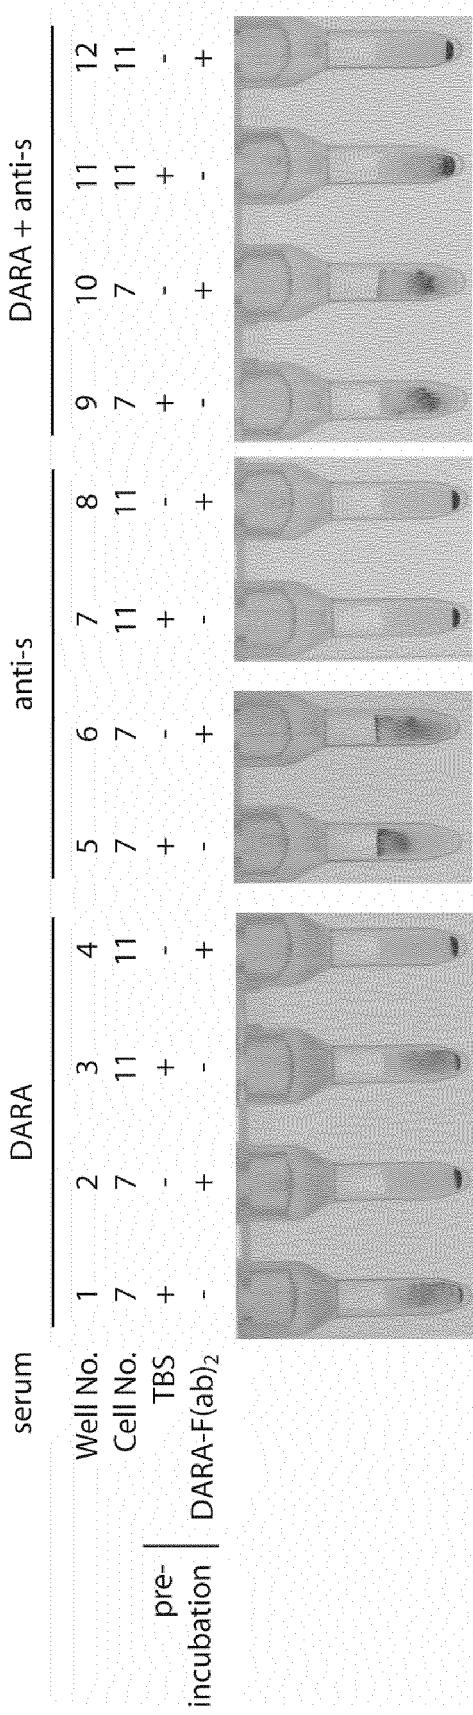 serum DARA anti-s DARA + anti-s
Well No. 1 2 3 4 5 6 7 8 9 10 11 12
Cell No. 7 7 11 11 7 7 11 11 7 7 11 11
pre-incubation
TBS + - + - + - + - + - + -
DARA-F(ab)2 - + - + - + - + - + - +